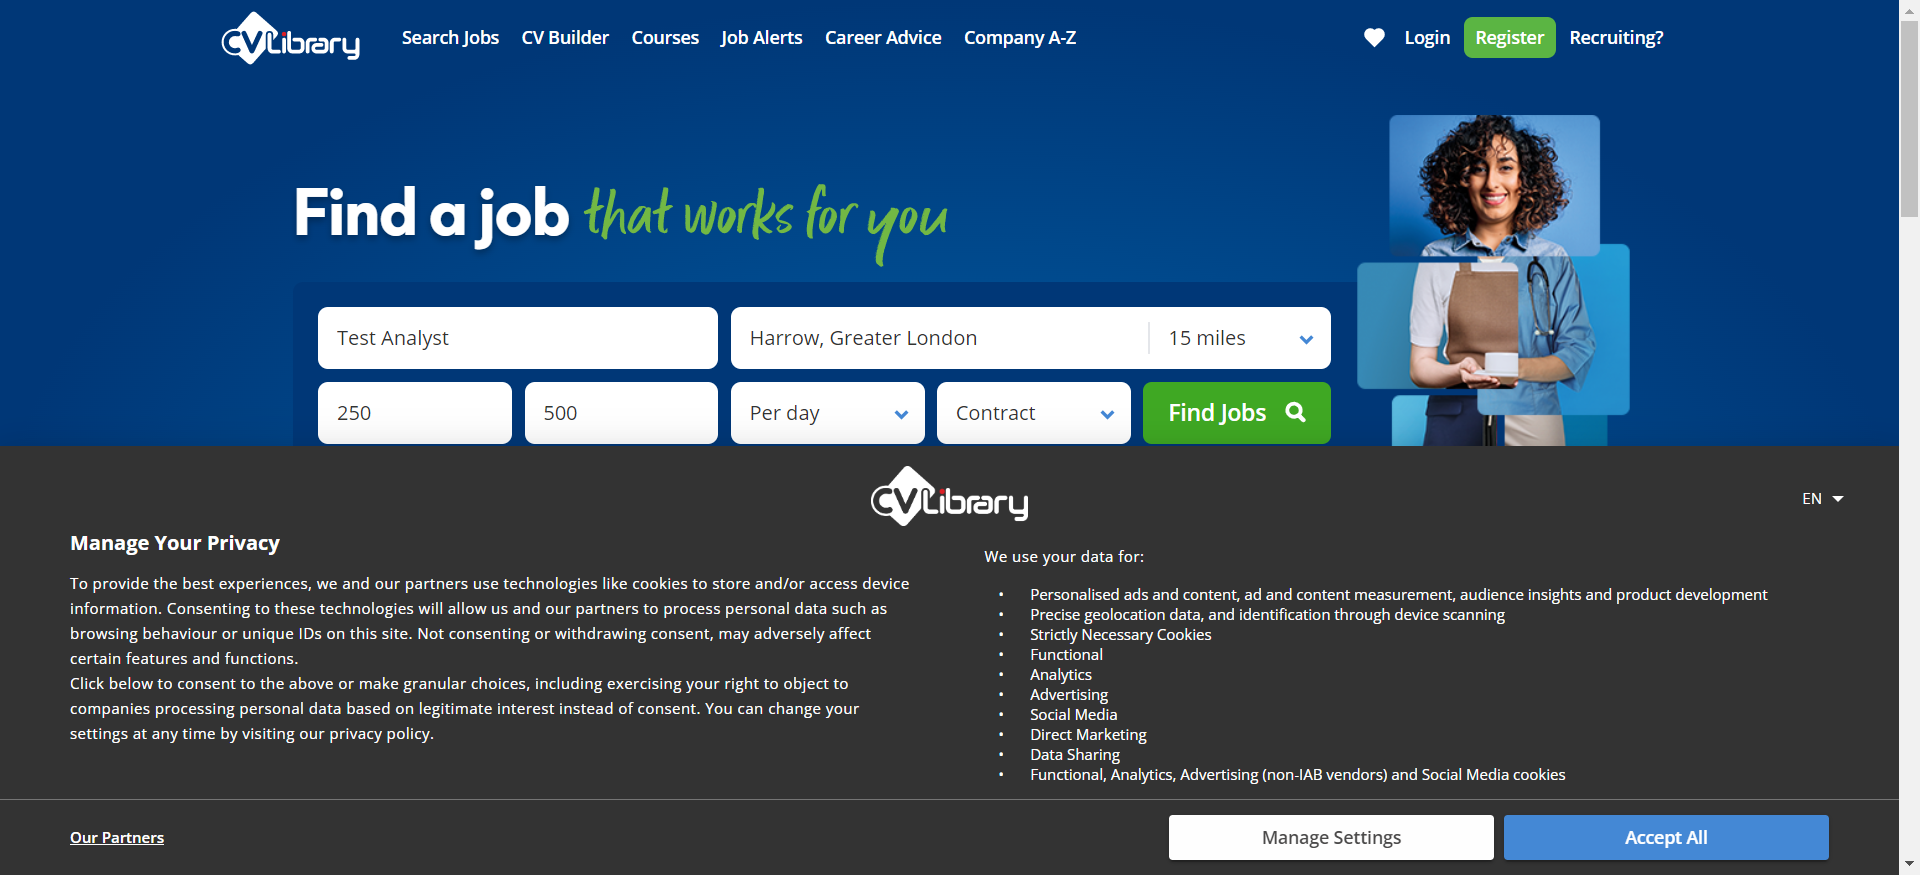 CVLibrary
Search Jobs
CV Builder
Courses
Job Alerts
Career Advice
Company A-Z
Login
Register
Recruiting?
Find a job that works for you
Test Analyst
Harrow, Greater London
15 miles
250
500
Per day
Contract
Find Jobs
CVLibrary
EN
Manage Your Privacy
To provide the best experiences, we and our partners use technologies like cookies to store and/or access device
information. Consenting to these technologies will allow us and our partners to process personal data such as
browsing behaviour or unique IDs on this site. Not consenting or withdrawing consent, may adversely affect
certain features and functions.
Click below to consent to the above or make granular choices, including exercising your right to object to
companies processing personal data based on legitimate interest instead of consent. You can change your
settings at any time by visiting our privacy policy.
We use your data for:
• Personalised ads and content, ad and content measurement, audience insights and product development
• Precise geolocation data, and identification through device scanning
• Strictly Necessary Cookies
• Functional
• Analytics
• Advertising
• Social Media
• Direct Marketing
• Data Sharing
• Functional, Analytics, Advertising (non-IAB vendors) and Social Media cookies
Our Partners
Manage Settings
Accept All